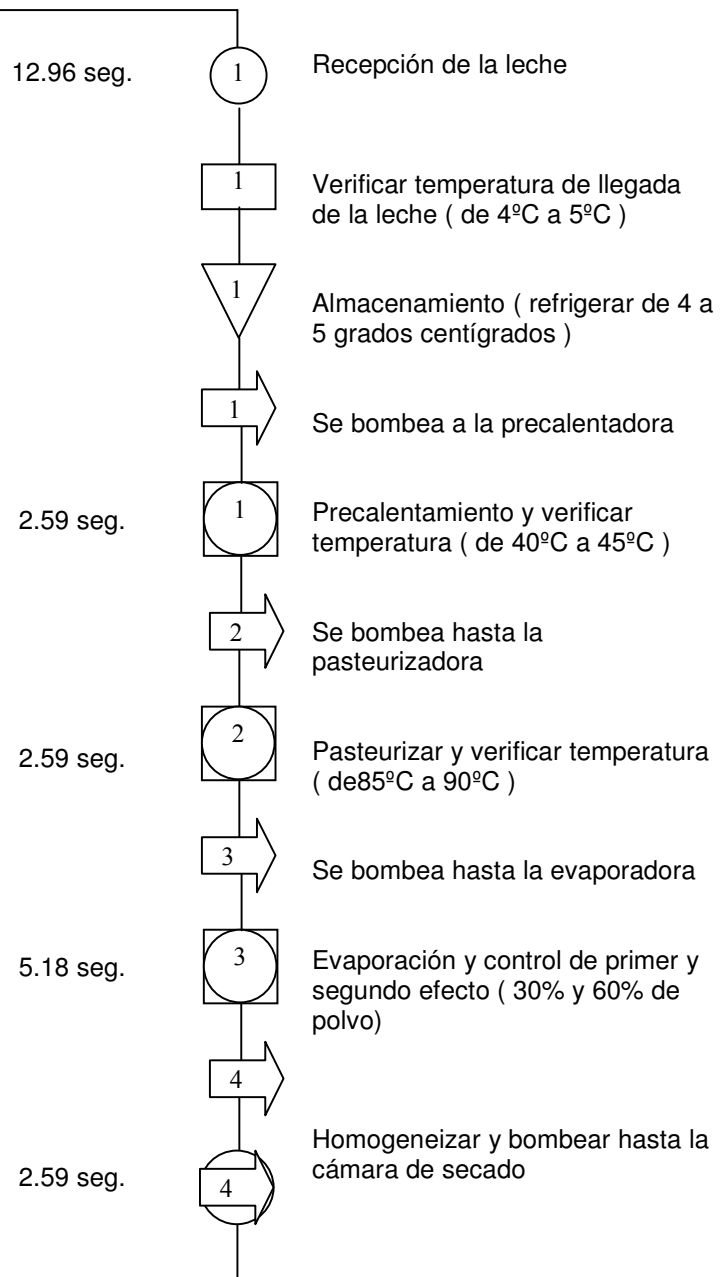 12.96 seg.
1
Recepción de la leche
1
Verificar temperatura de llegada
de la leche ( de 4ºC a 5ºC )
1
Almacenamiento ( refrigerar de 4 a
5 grados centígrados )
1
Se bombea a la precalentadora
2.59 seg.
1
Precalentamiento y verificar
temperatura ( de 40ºC a 45ºC )
2
Se bombea hasta la
pasteurizadora
2.59 seg.
2
Pasteurizar y verificar temperatura
( de85ºC a 90ºC )
3
Se bombea hasta la evaporadora
5.18 seg.
3
Evaporación y control de primer y
segundo efecto ( 30% y 60% de
polvo)
4
Homogeneizar y bombear hasta la
cámara de secado
2.59 seg.
4